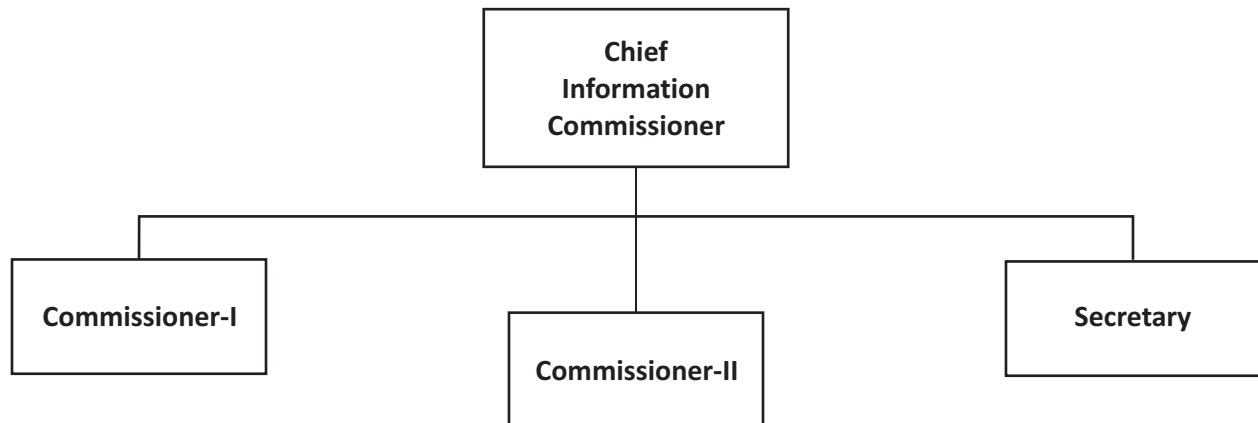 Chief
Information
Commissioner
Commissioner-I
Commissioner-II
Secretary